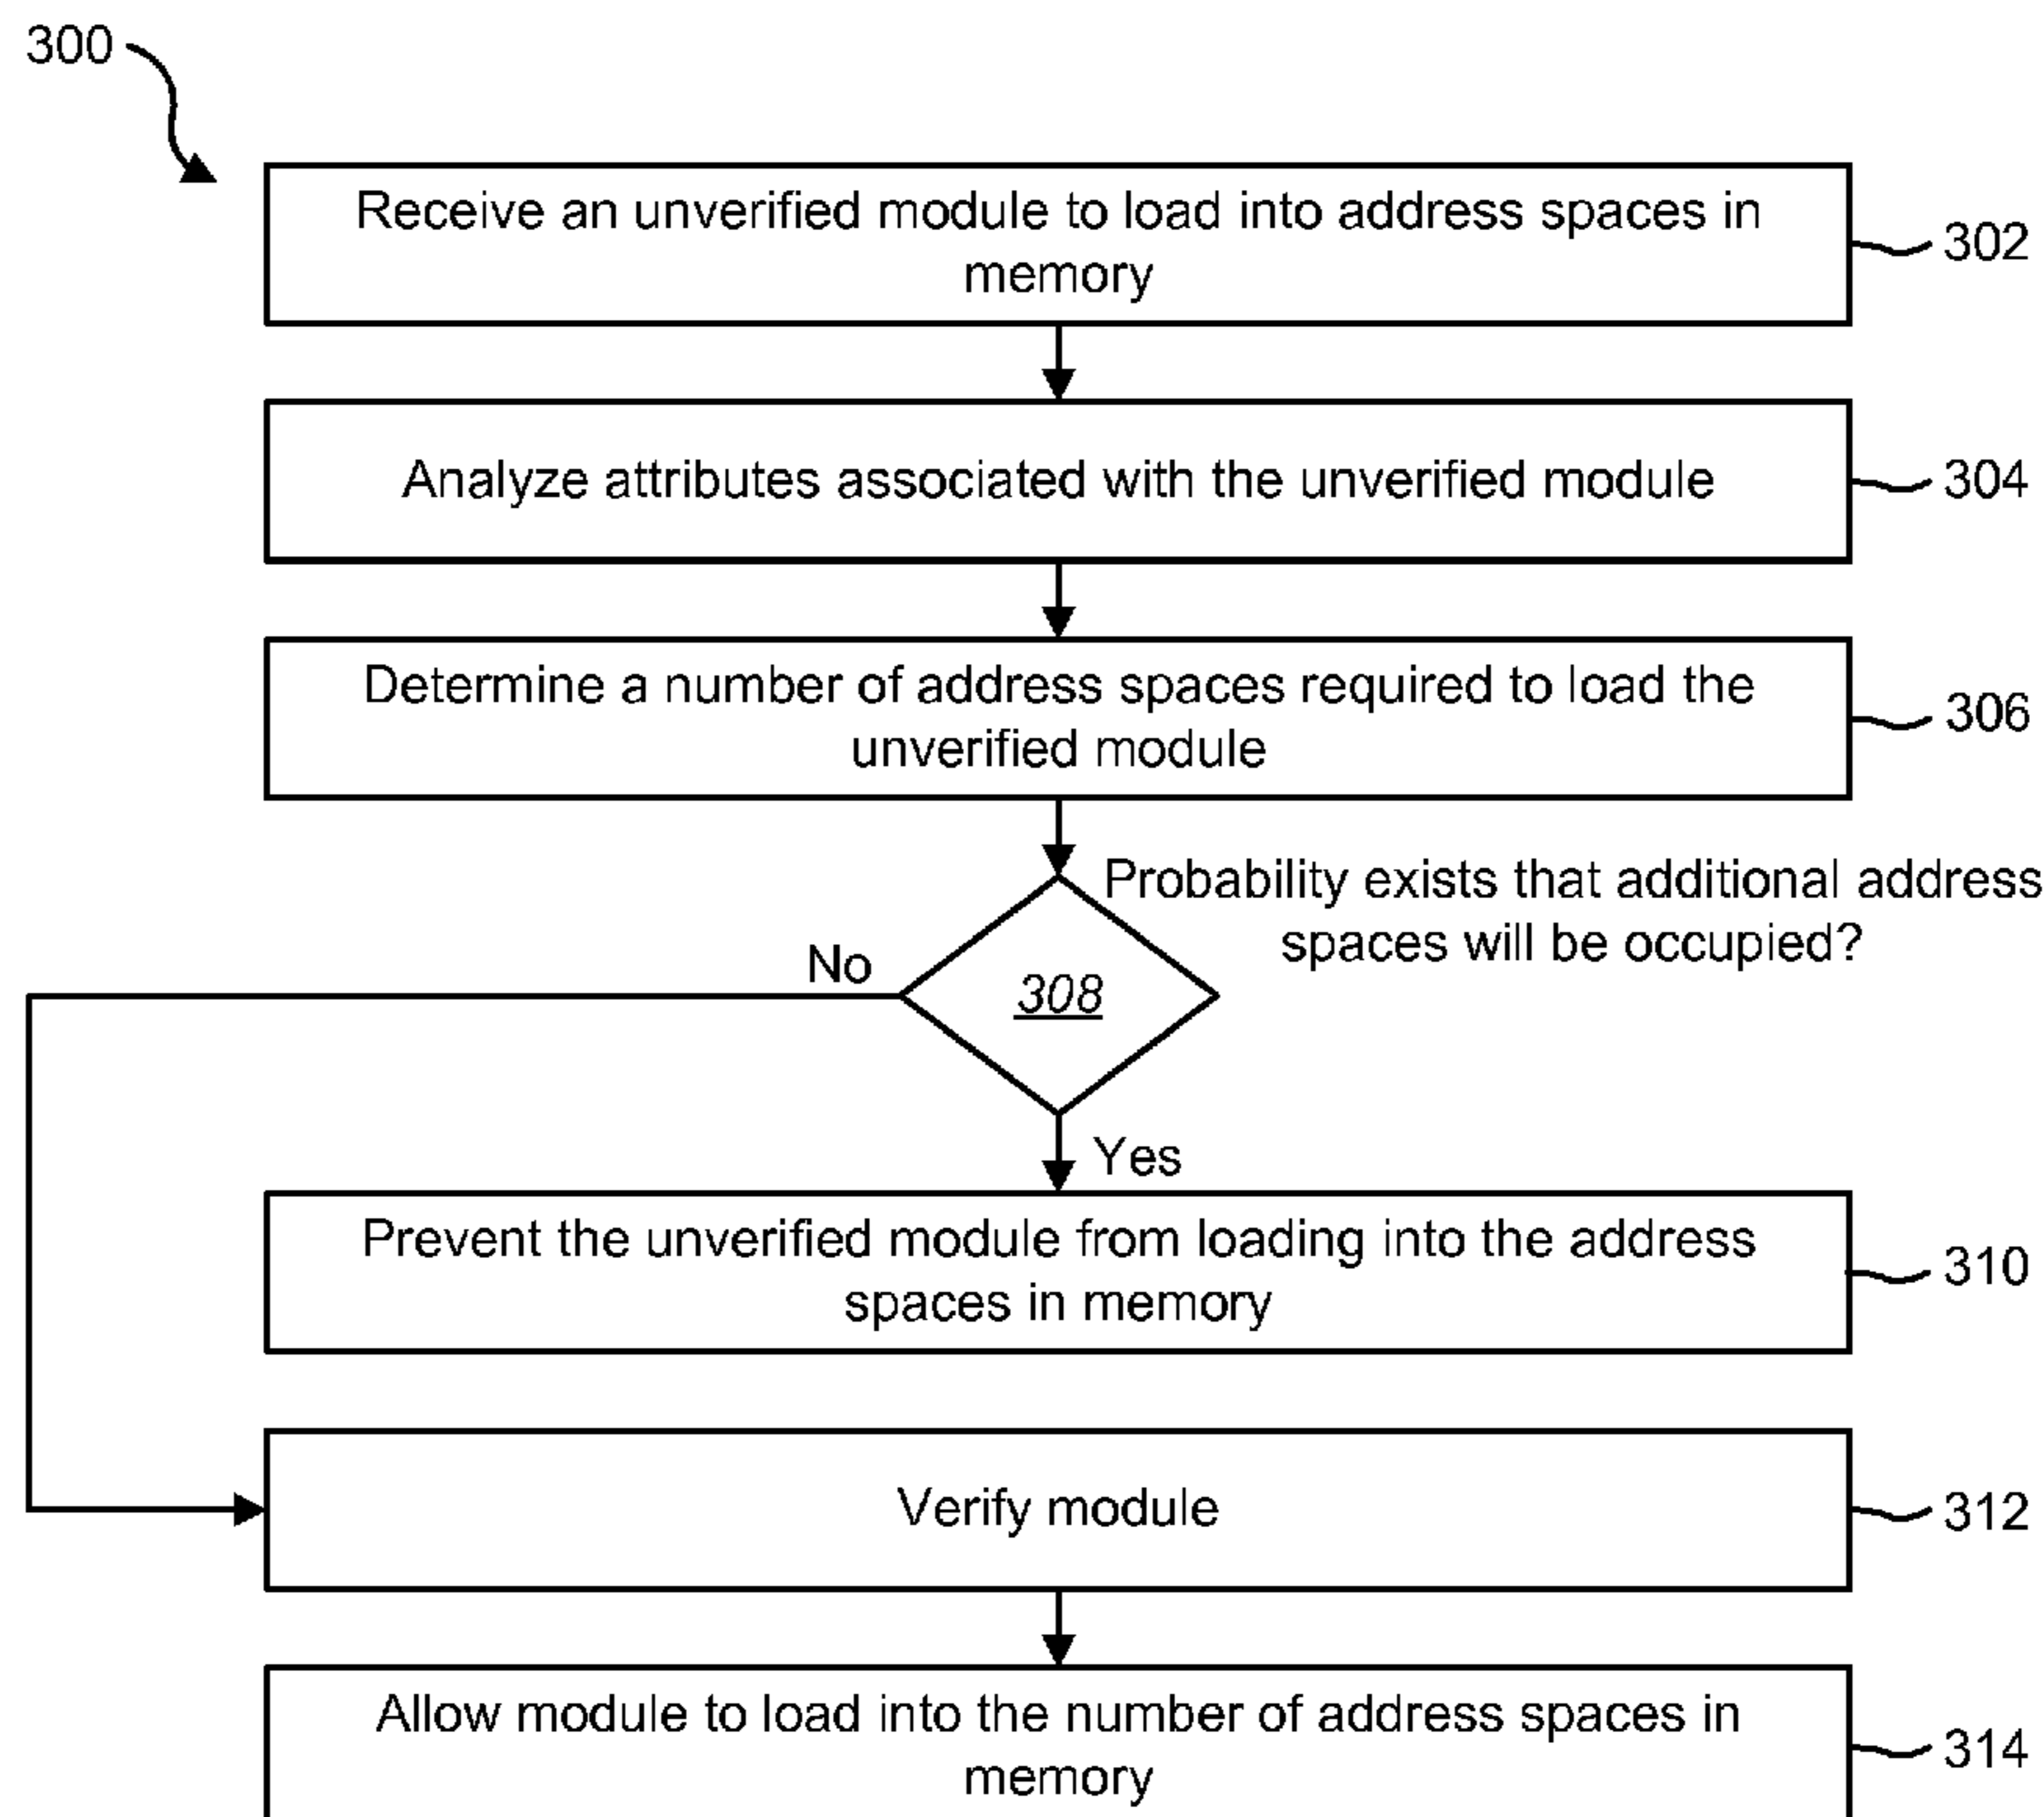 300
Receive an unverified module to load into address spaces in
memory
302
Analyze attributes associated with the unverified module
304
Determine a number of address spaces required to load the
unverified module
306
Probability exists that additional address
spaces will be occupied?
No
308
Yes
Prevent the unverified module from loading into the address
spaces in memory
310
Verify module
312
Allow module to load into the number of address spaces in
memory
314